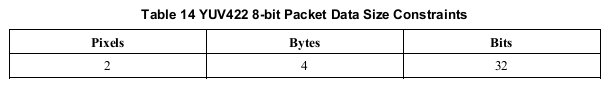 Table 14 YUV422 8-bit Packet Data Size Constraints
Pixels Bytes Bits
2 4 32